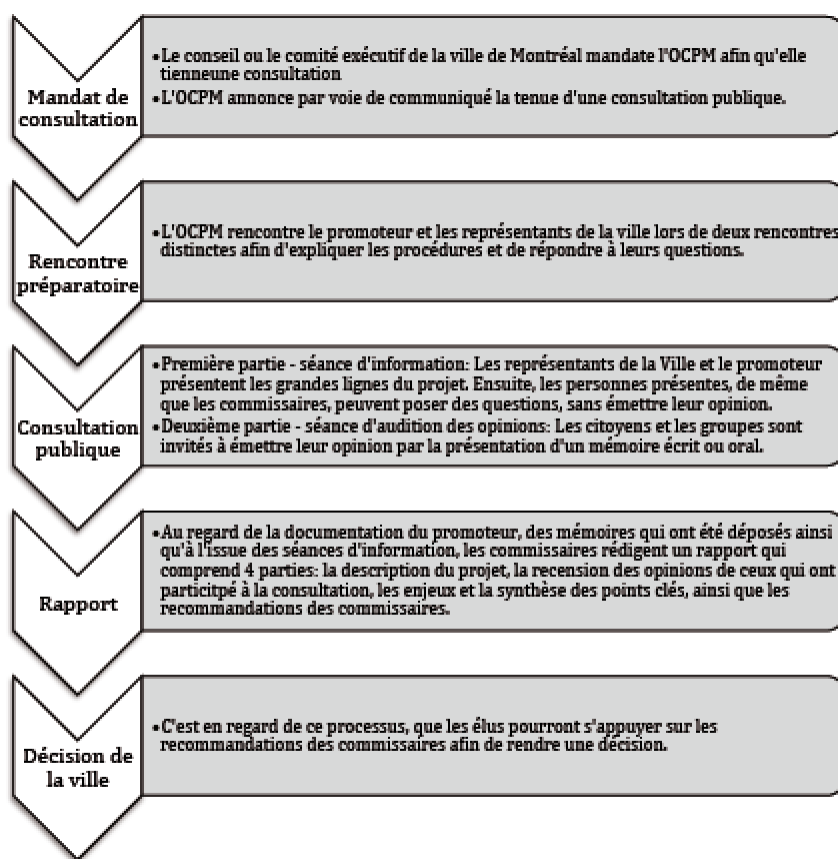 Mandat de
consultation
•Le conseil ou le comité exécutif de la ville de Montréal mandate l'OCPM afin qu'elle
tienneune consultation
•L'OCPM annonce par voie de communiqué la tenue d'une consultation publique.
Rencontre
préparatoire
•L'OCPM rencontre le promoteur et les représentants de la ville lors de deux rencontres
distinctes afin d'expliquer les procédures et de répondre à leurs questions.
Consultation
publique
•Première partie - séance d'information: Les représentants de la Ville et le promoteur
présentent les grandes lignes du projet. Ensuite, les personnes présentes, de même
que les commissaires, peuvent poser des questions, sans émettre leur opinion.
•Deuxième partie - séance d'audition des opinions: Les citoyens et les groupes sont
invités à émettre leur opinion par la présentation d'un mémoire écrit ou oral.
Rapport
•Au regard de la documentation du promoteur, des mémoires qui ont été déposés ainsi
qu'à l'issue des séances d'information, les commissaires rédigent un rapport qui
comprend 4 parties: la description du projet, la recension des opinions de ceux qui ont
particitpé à la consultation, les enjeux et la synthèse des points clés, ainsi que les
recommandations des commissaires.
Décision de
la ville
•C'est en regard de ce processus, que les élus pourront s'appuyer sur les
recommandations des commissaires afin de rendre une décision.